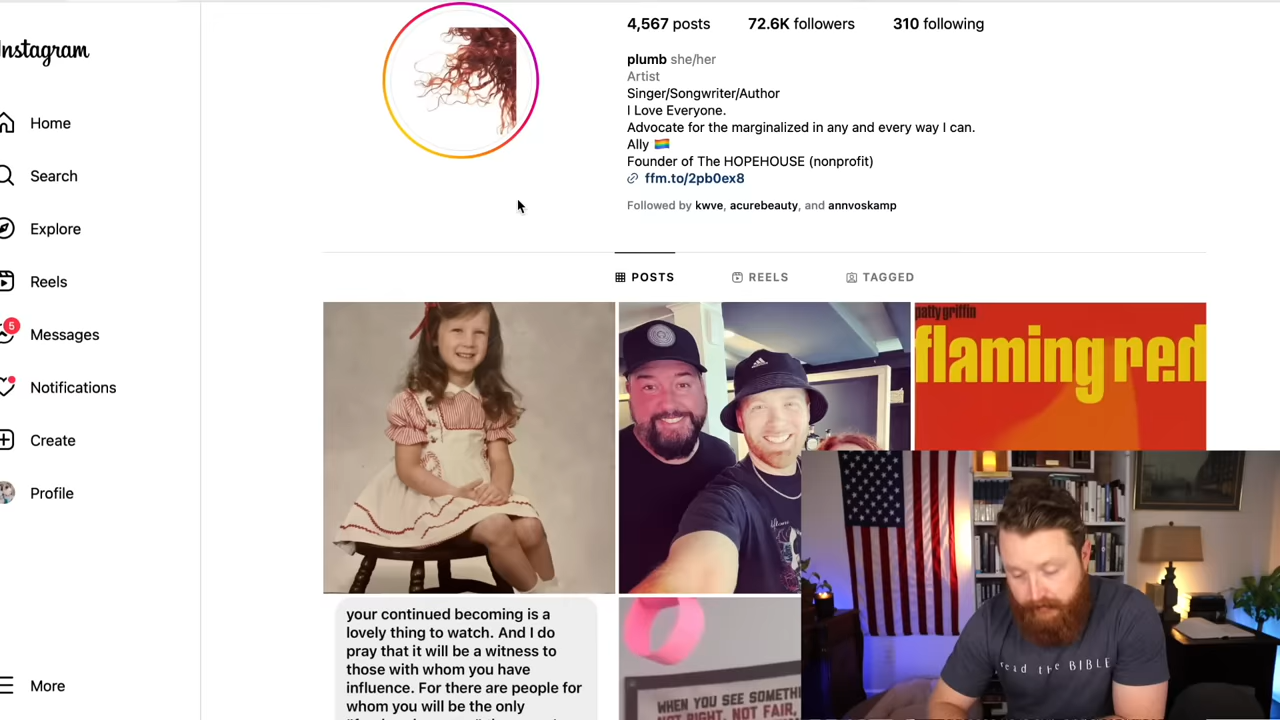 Instagram
4,567 posts 72.6K followers 310 following
plumb she/her
Artist
Singer/Songwriter/Author
I Love Everyone.
Advocate for the marginalized in any and every way I can.
Ally 🏳️‍🌈
Founder of The HOPEHOUSE (nonprofit)
ffm.to/2pb0ex8
Followed by kwve, acurebeauty, and annvoskamp
Home
Search
Explore
Reels
5
Messages
Notifications
Create
Profile
More
POSTS REELS TAGGED
patty griffin
flaming red
your continued becoming is a
lovely thing to watch. And I do
pray that it will be a witness to
those with whom you have
influence. For there are people for
whom you will be the only
WHEN YOU SEE SOMETHI
NOT RIGHT, NOT FAIR,
read the BIBLE